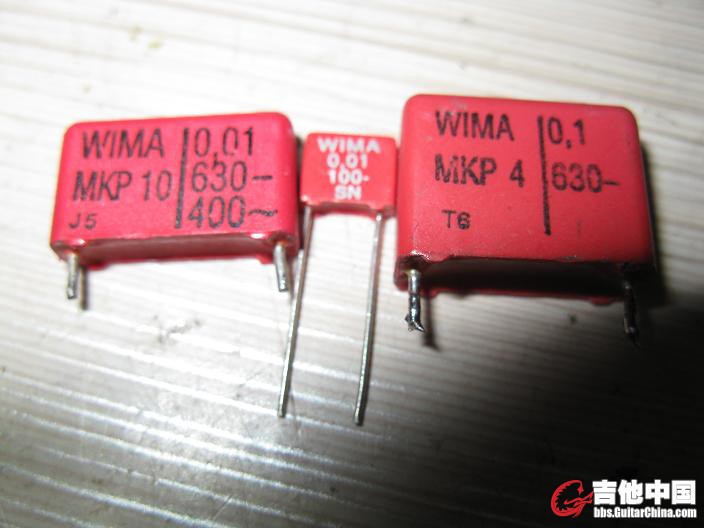 WIMA
MKP 10
J5
0,01
630-
400~
WIMA
0,01
100-
SN
WIMA
MKP 4
T6
0,1
630-
吉他中国
bbs.GuitarChina.com